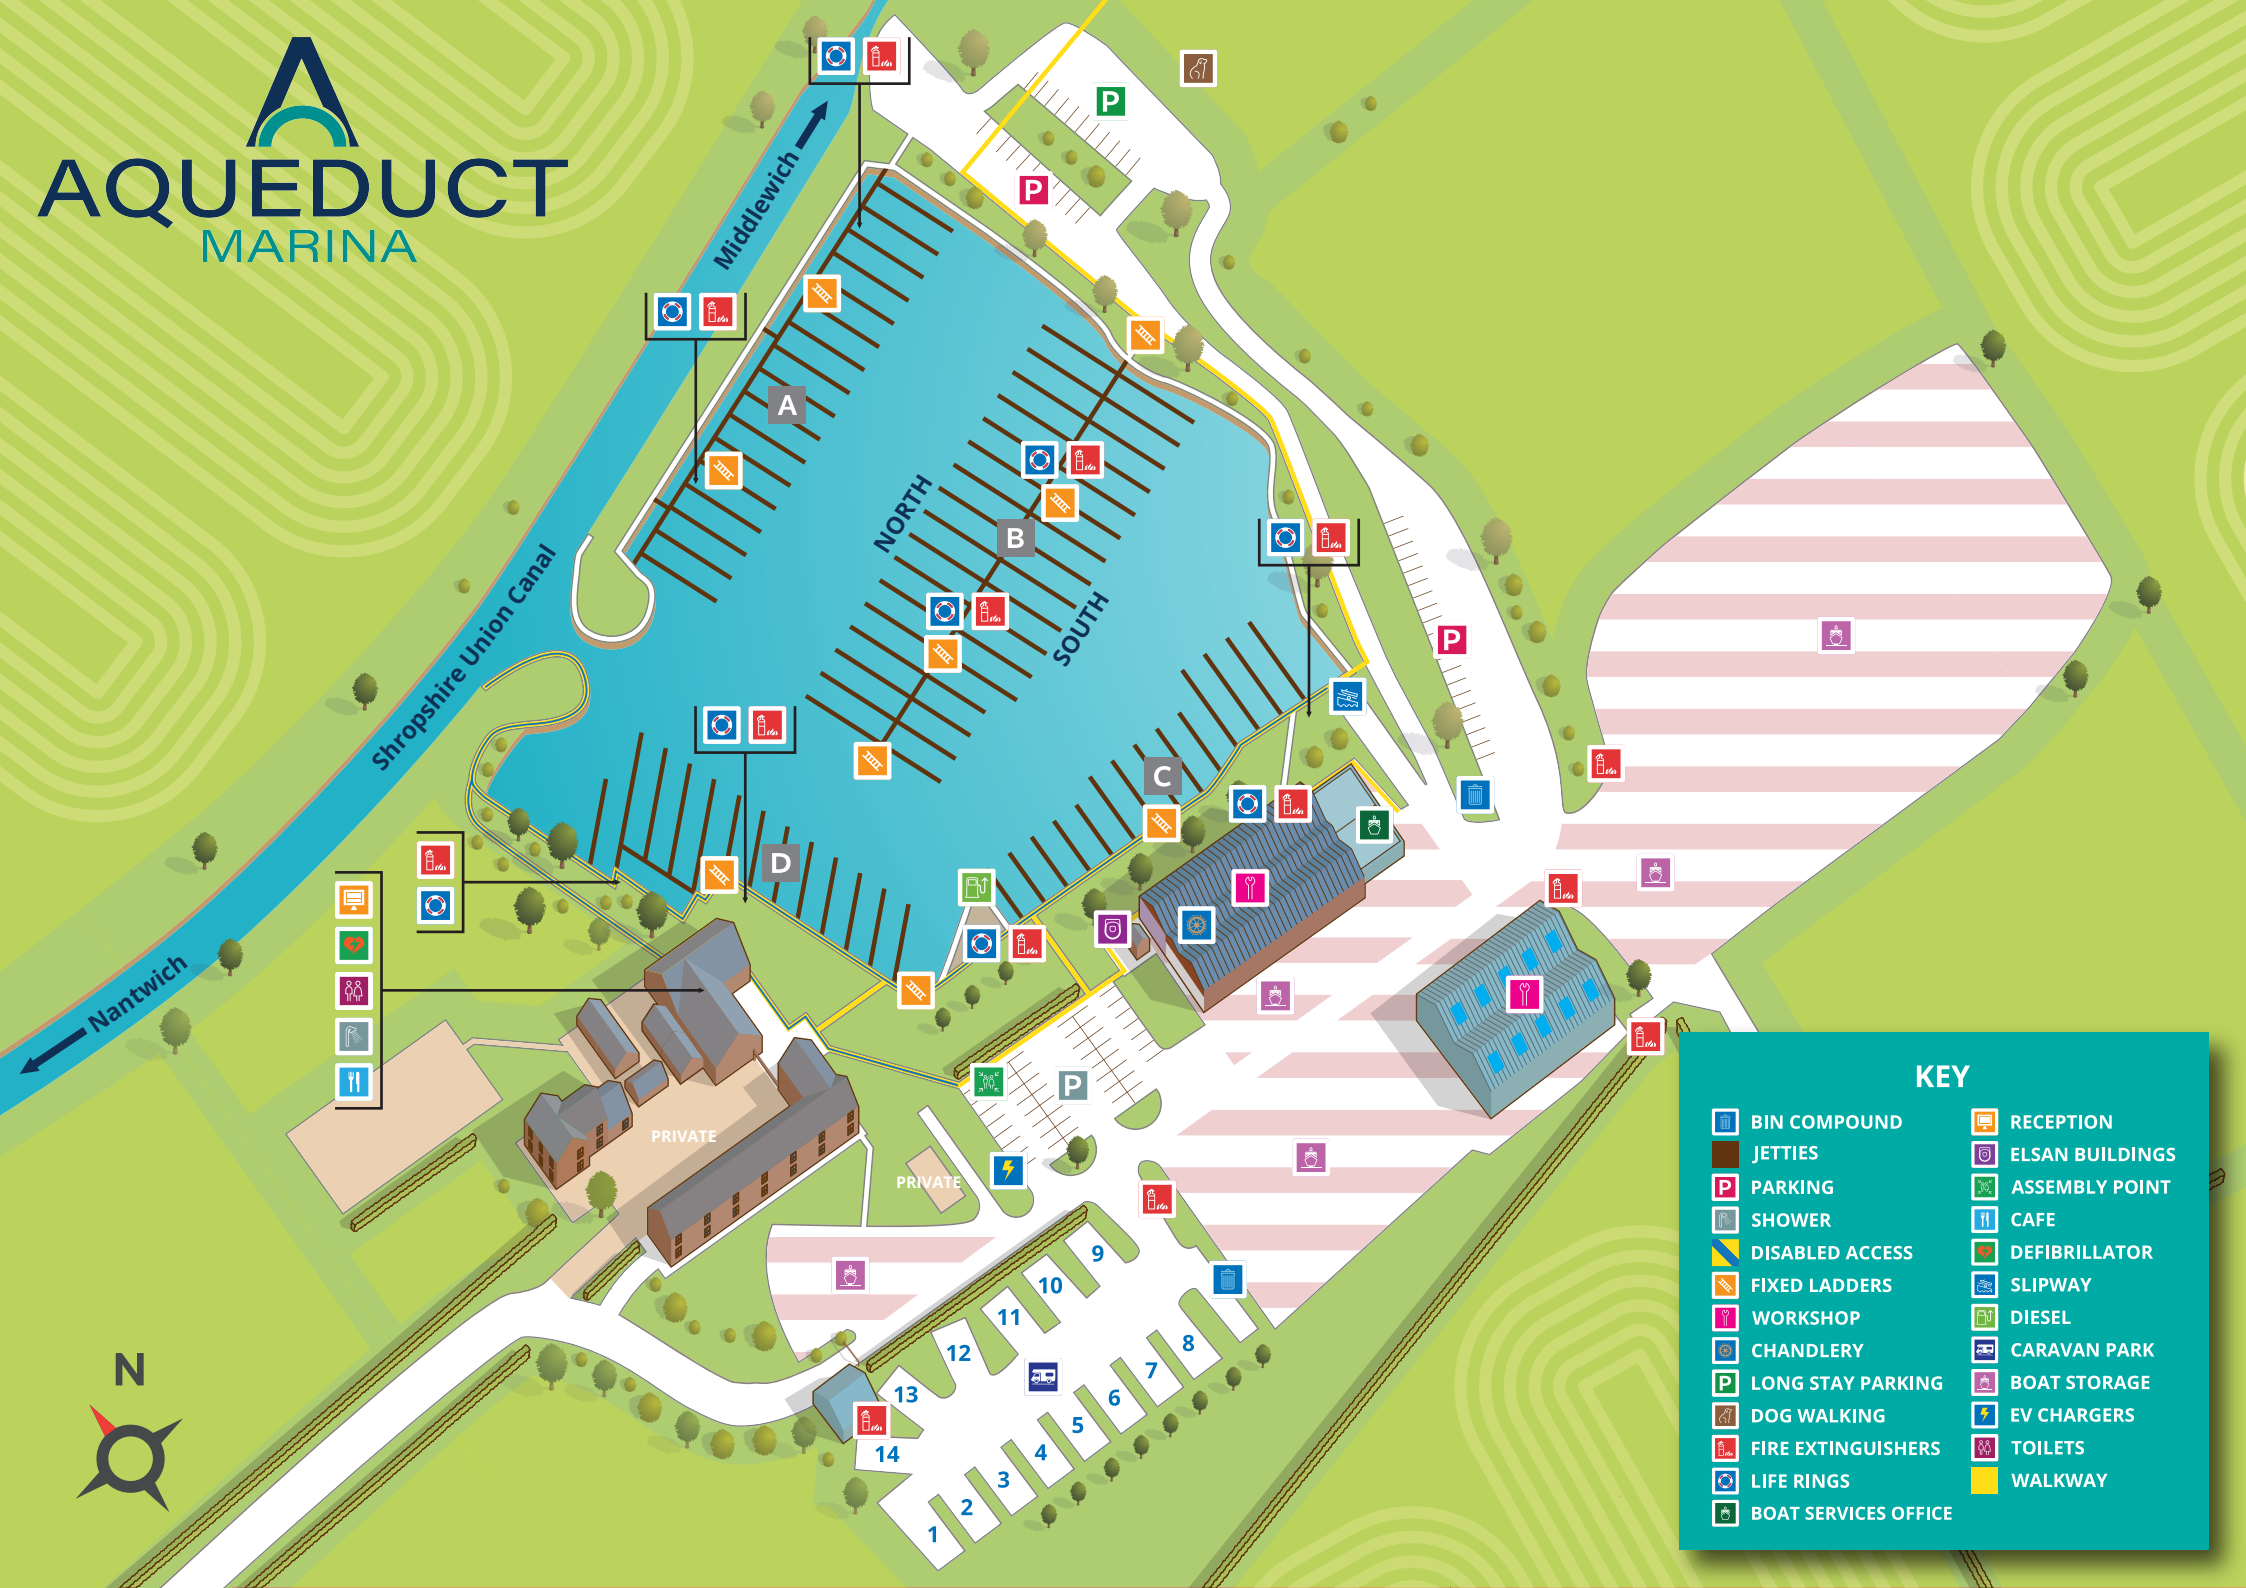 AQUEDUCT
MARINA
Middlewich
P
P
A
NORTH
B
SOUTH
Shropshire Union Canal
P
C
D
Nantwich
P
PRIVATE
PRIVATE
9
10
11
12
13
14
8
7
6
5
4
3
2
1
N
KEY
BIN COMPOUND
JETTIES
P PARKING
SHOWER
DISABLED ACCESS
FIXED LADDERS
WORKSHOP
CHANDLERY
P LONG STAY PARKING
DOG WALKING
FIRE EXTINGUISHERS
LIFE RINGS
BOAT SERVICES OFFICE
RECEPTION
ELSAN BUILDINGS
ASSEMBLY POINT
CAFE
DEFIBRILLATOR
SLIPWAY
DIESEL
CARAVAN PARK
BOAT STORAGE
EV CHARGERS
TOILETS
WALKWAY